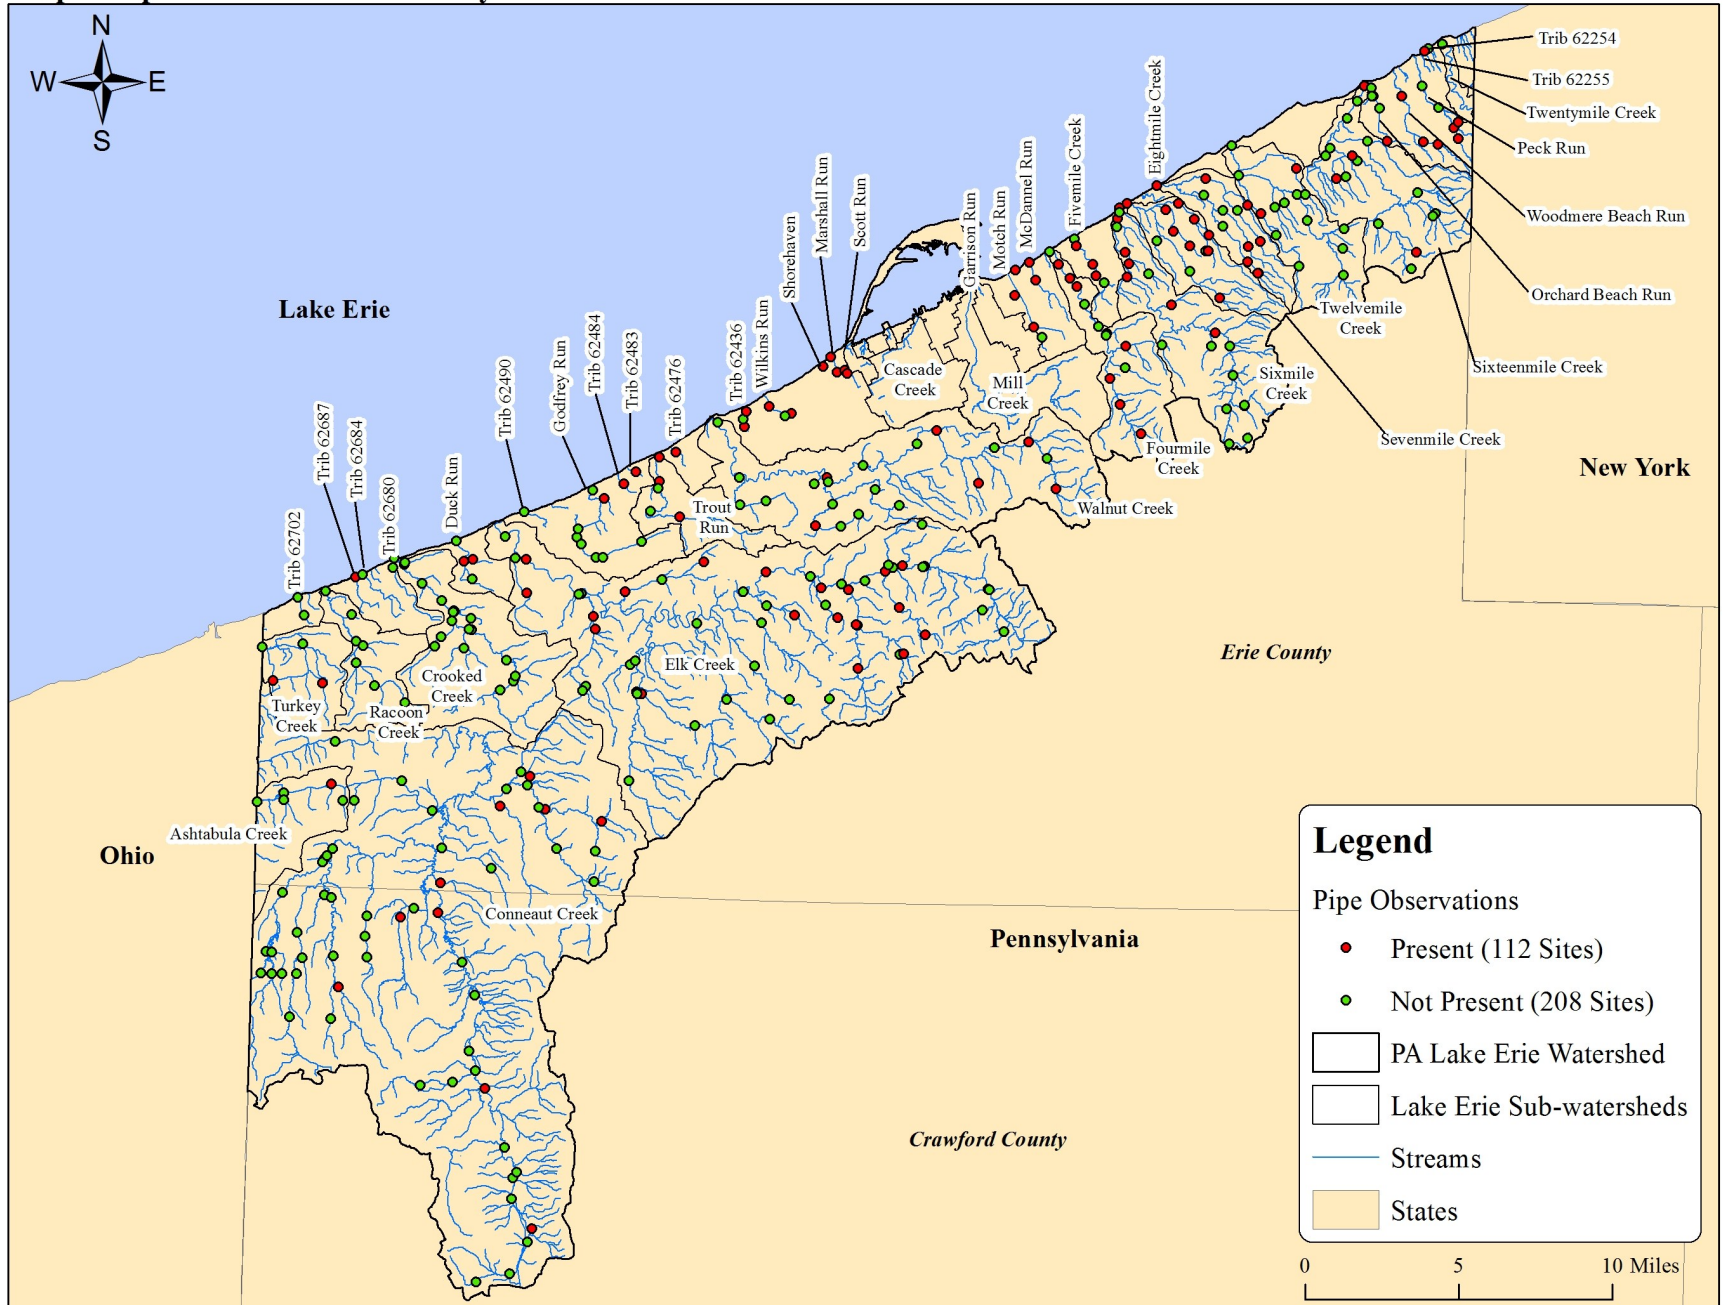 N
W E
S
Lake Erie
Trib 62254
Trib 62255
Twentymile Creek
Peck Run
Woodmere Beach Run
Orchard Beach Run
Sixteenmile Creek
Sevenmile Creek
Twelvemile
Creek
Eightmile Creek
Fivemile Creek
McDannel Run
Motch Run
Garrison Run
Scott Run
Marshall Run
Shorehaven
Wilkins Run
Trib 62436
Trib 62476
Trib 62483
Trib 62484
Godfrey Run
Trib 62490
Duck Run
Trib 62680
Trib 62684
Trib 62687
Trib 62702
Cascade
Creek
Mill
Creek
Sixmile
Creek
Fourmile
Creek
Walnut Creek
Trout
Run
Elk Creek
Crooked
Creek
Racoon
Creek
Turkey
Creek
Ashtabula Creek
Conneaut Creek
New York
Erie County
Ohio
Pennsylvania
Crawford County
Legend
Pipe Observations
Present (112 Sites)
Not Present (208 Sites)
PA Lake Erie Watershed
Lake Erie Sub-watersheds
Streams
States
0 5 10 Miles